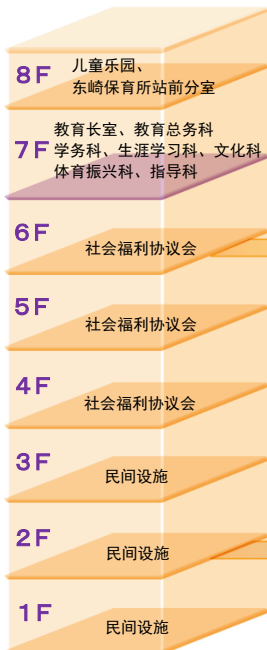 8F
儿童乐园、
东崎保育所站前分室
7F
教育长室、教育总务科
学务科、生涯学习科、文化科
体育振兴科、指导科
6F
社会福利协议会
5F
社会福利协议会
4F
社会福利协议会
3F
民间设施
2F
民间设施
1F
民间设施